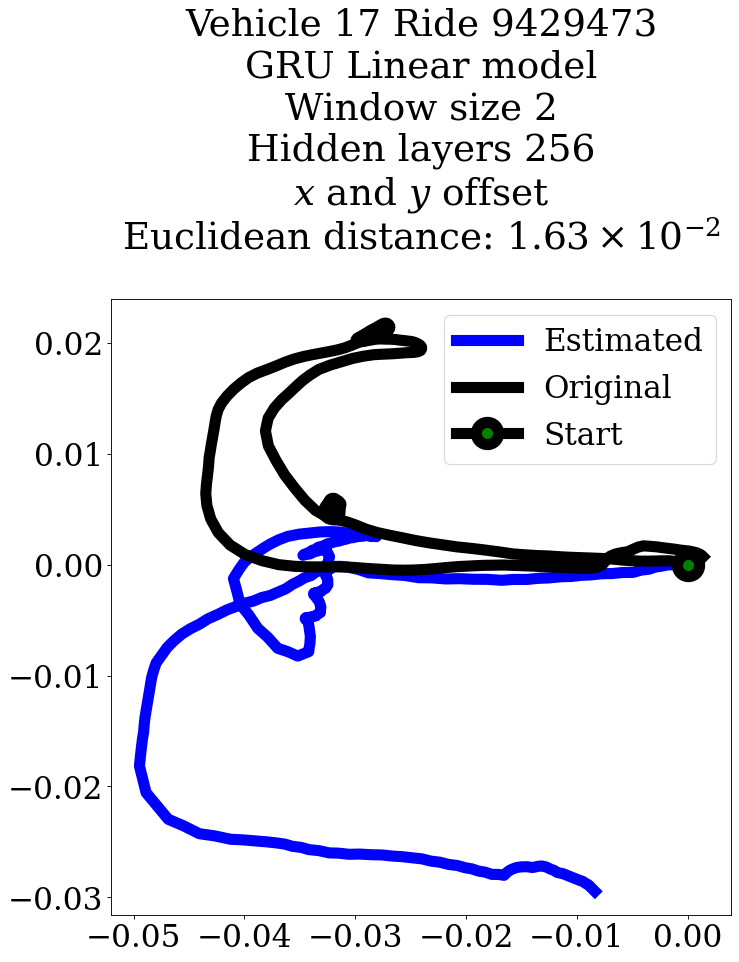 Vehicle 17 Ride 9429473
GRU Linear model
Window size 2
Hidden layers 256
x and y offset
Euclidean distance: 1.63 × 10⁻²
Estimated
Original
Start
0.02
0.01
0.00
−0.01
−0.02
−0.03
−0.05 −0.04 −0.03 −0.02 −0.01 0.00